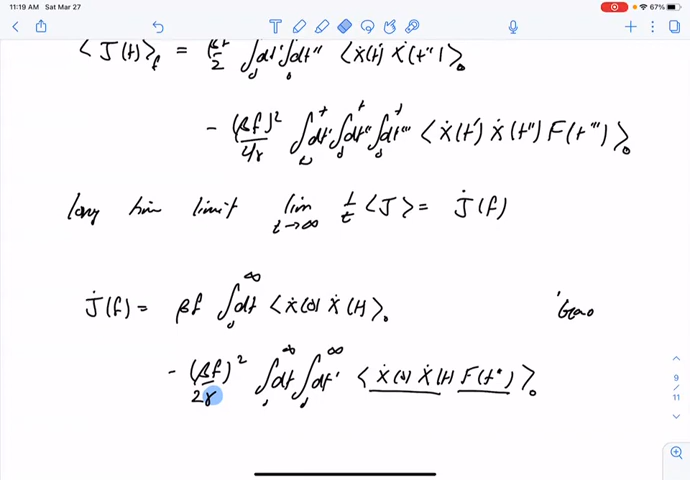 11:19 AM Sat Mar 27
67%
⟨J(t)⟩_f = βf/2 ∫_0 dt' ∫_0 dt'' ⟨ẋ(t') ẋ(t'')⟩_0
- (βf)²/4γ ∫_0^t dt' ∫_0^t dt'' ∫_0^t dt''' ⟨ẋ(t') ẋ(t'') F(t''')⟩_0
long time limit lim_{t→∞} 1/t ⟨J⟩ = J̇(f)
J̇(f) = βf ∫_0^∞ dt ⟨ẋ(0) ẋ(t)⟩_0
- (βf)²/2γ ∫_0^∞ dt ∫_0^∞ dt' ⟨ẋ(0) ẋ(t) F(t')⟩_0
9
/
11